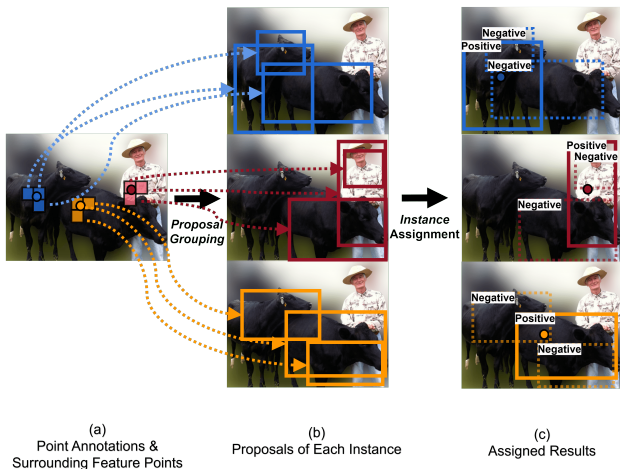 Negative
Positive
Negative
Positive
Negative
Proposal
Grouping
Instance
Assignment
Negative
Negative
Positive
Negative
(a)
Point Annotations &
Surrounding Feature Points
(b)
Proposals of Each Instance
(c)
Assigned Results